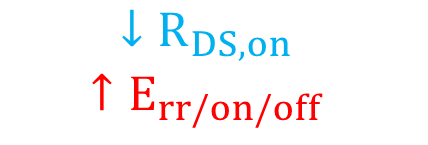 ↓ R_DS,on
↑ E_rr/on/off